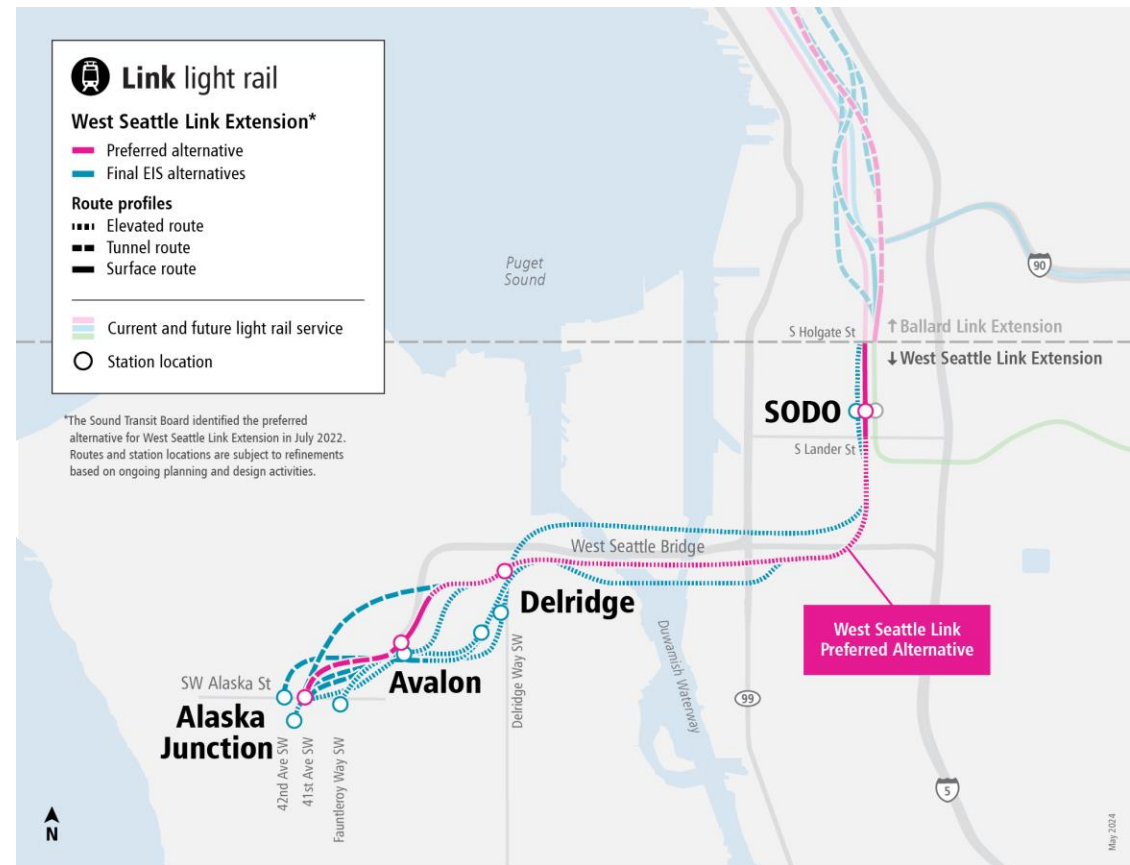 Link light rail
West Seattle Link Extension*
Preferred alternative
Final EIS alternatives
Route profiles
Elevated route
Tunnel route
Surface route
Current and future light rail service
Station location
*The Sound Transit Board identified the preferred
alternative for West Seattle Link Extension in July 2022.
Routes and station locations are subject to refinements
based on ongoing planning and design activities.
Puget
Sound
90
S Holgate St
↑ Ballard Link Extension
↓ West Seattle Link Extension
SODO
S Lander St
West Seattle Bridge
Delridge
West Seattle Link
Preferred Alternative
Duwamish Waterway
Delridge Way SW
Avalon
SW Alaska St
Alaska
Junction
42nd Ave SW
41st Ave SW
Fauntleroy Way SW
99
5
N
May 2024